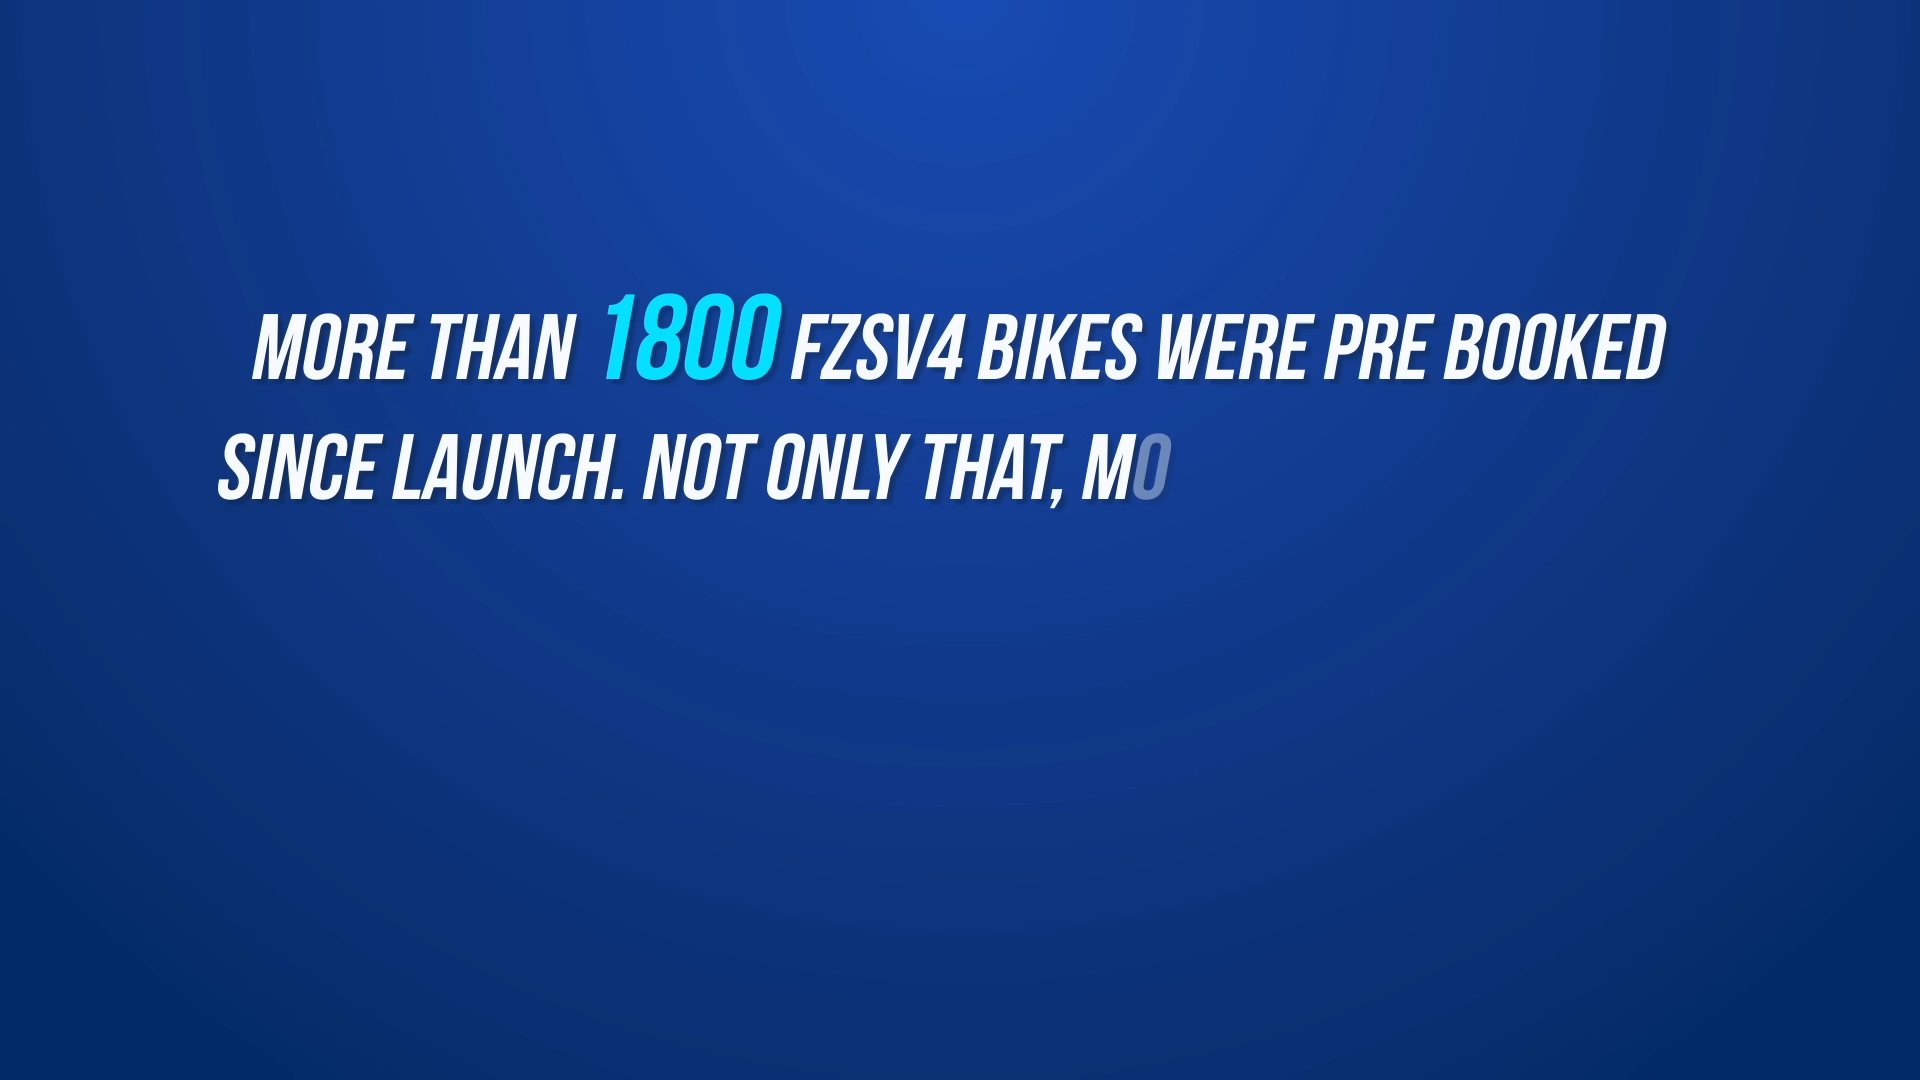 MORE THAN 1800 FZSV4 BIKES WERE PRE BOOKED
SINCE LAUNCH. NOT ONLY THAT, MO